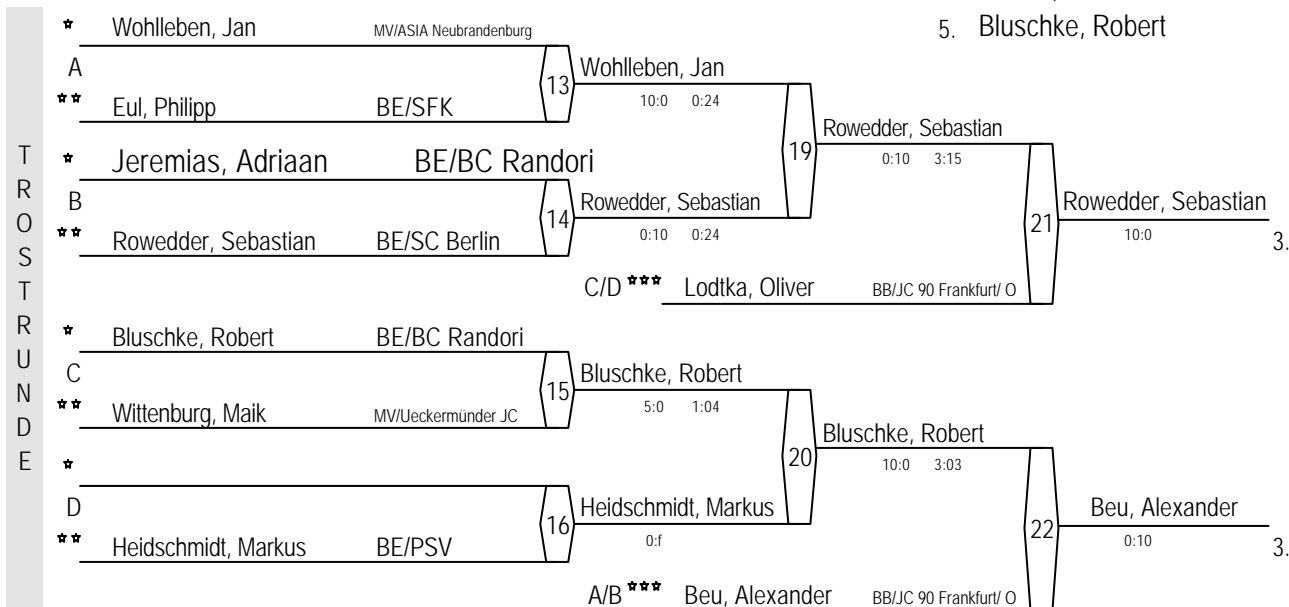 5. Bluschke, Robert
TROSTRUNDE
Wohlleben, Jan MV/ASIA Neubrandenburg
A
13
Wohlleben, Jan
10:0 0:24
Eul, Philipp BE/SFK
19
Rowedder, Sebastian
0:10 3:15
Jeremias, Adriaan BE/BC Randori
B
14
Rowedder, Sebastian
0:10 0:24
Rowedder, Sebastian BE/SC Berlin
21
Rowedder, Sebastian
10:0
3.
C/D Lodtka, Oliver BB/JC 90 Frankfurt/ O
Bluschke, Robert BE/BC Randori
C
15
Bluschke, Robert
5:0 1:04
Wittenburg, Maik MV/Ueckermünder JC
20
Bluschke, Robert
10:0 3:03
D
16
Heidschmidt, Markus
0:f
Heidschmidt, Markus BE/PSV
22
Beu, Alexander
0:10
3.
A/B Beu, Alexander BB/JC 90 Frankfurt/ O